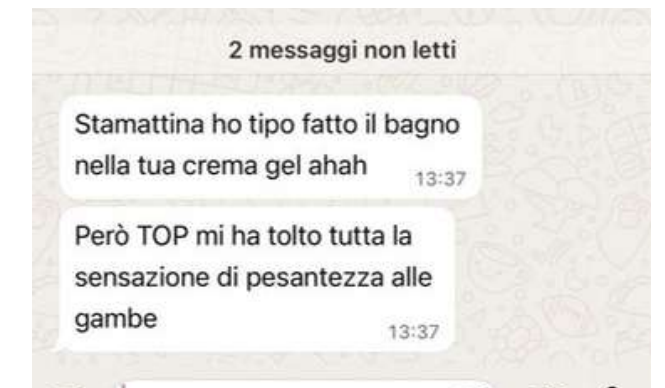 2 messaggi non letti
Stamattina ho tipo fatto il bagno
nella tua crema gel ahah
13:37
Però TOP mi ha tolto tutta la
sensazione di pesantezza alle
gambe
13:37